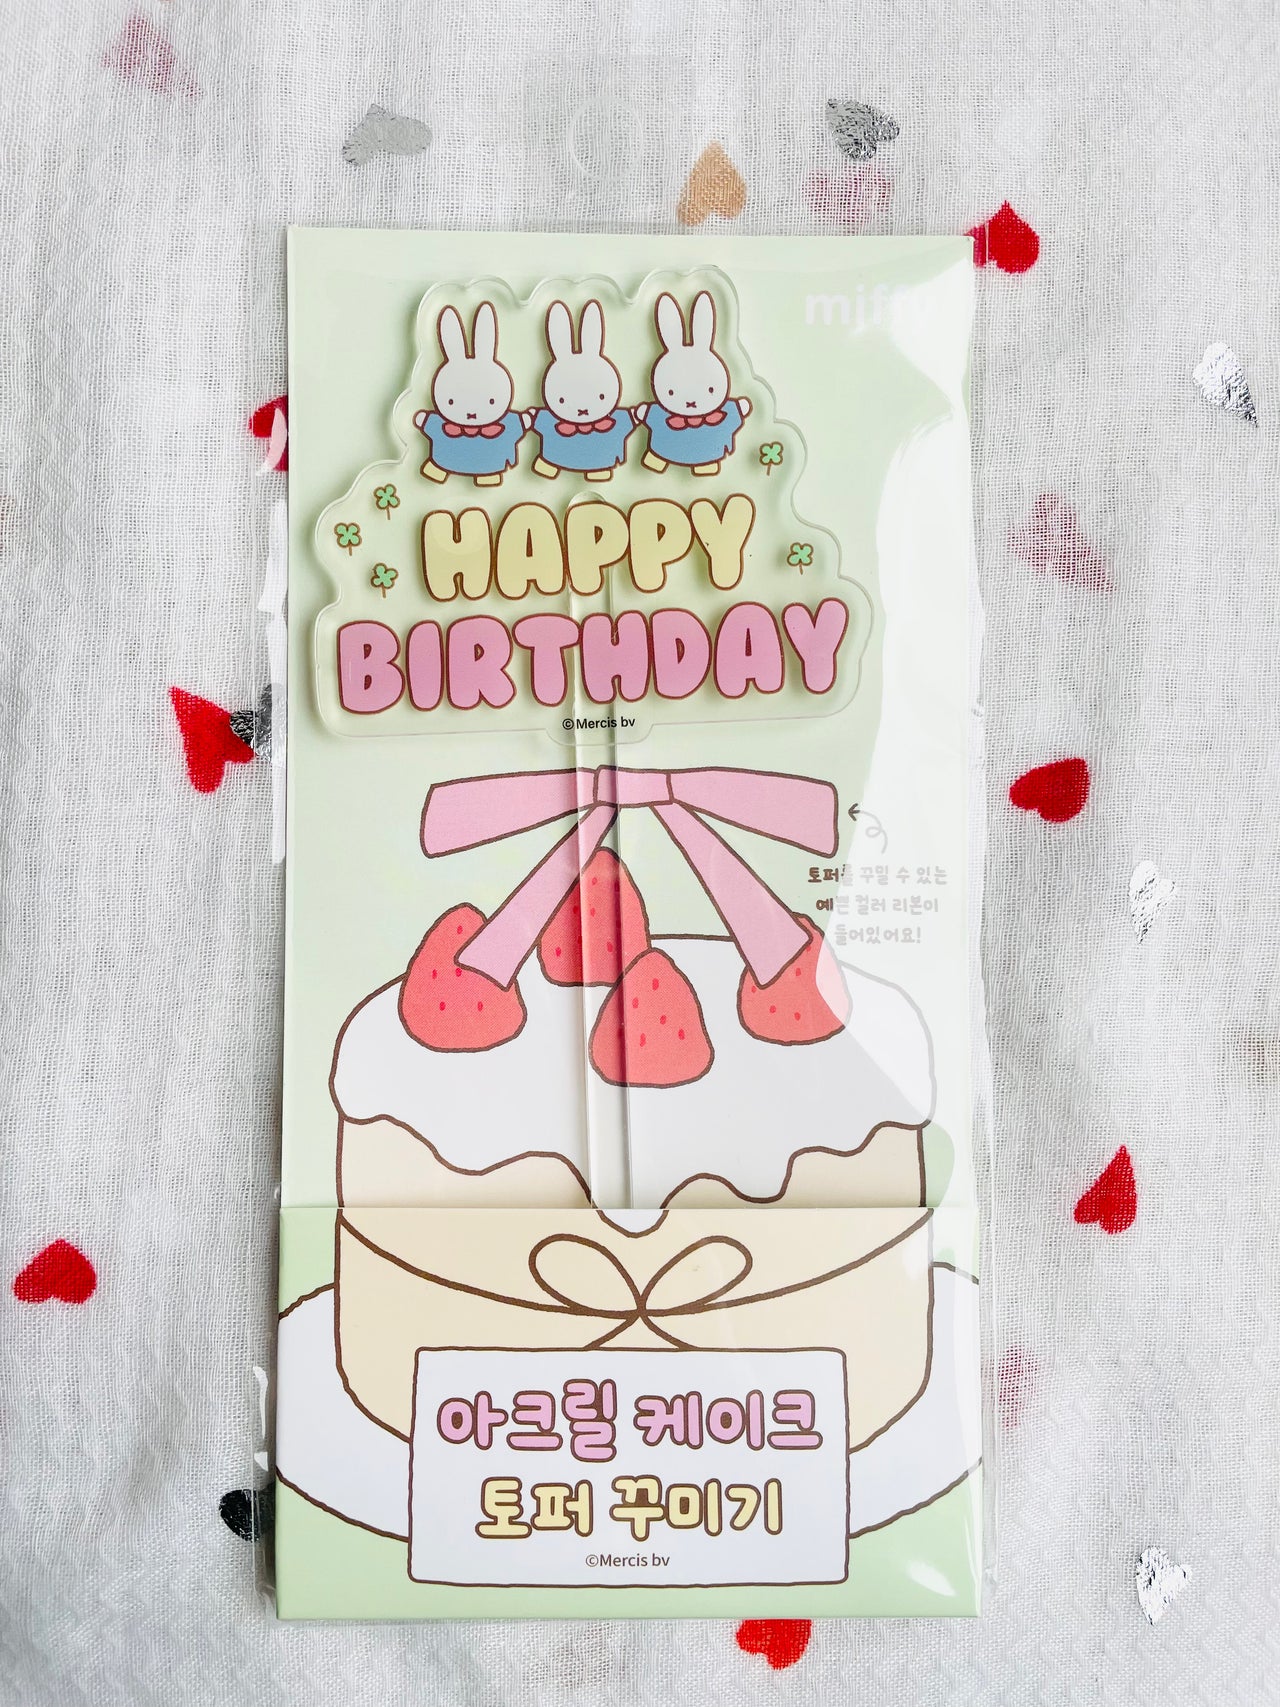 miffy
HAPPY
BIRTHDAY
©Mercis bv
토퍼를 꾸밀 수 있는
예쁜 컬러 리본이
들어있어요!
아크릴 케이크
토퍼 꾸미기
©Mercis bv